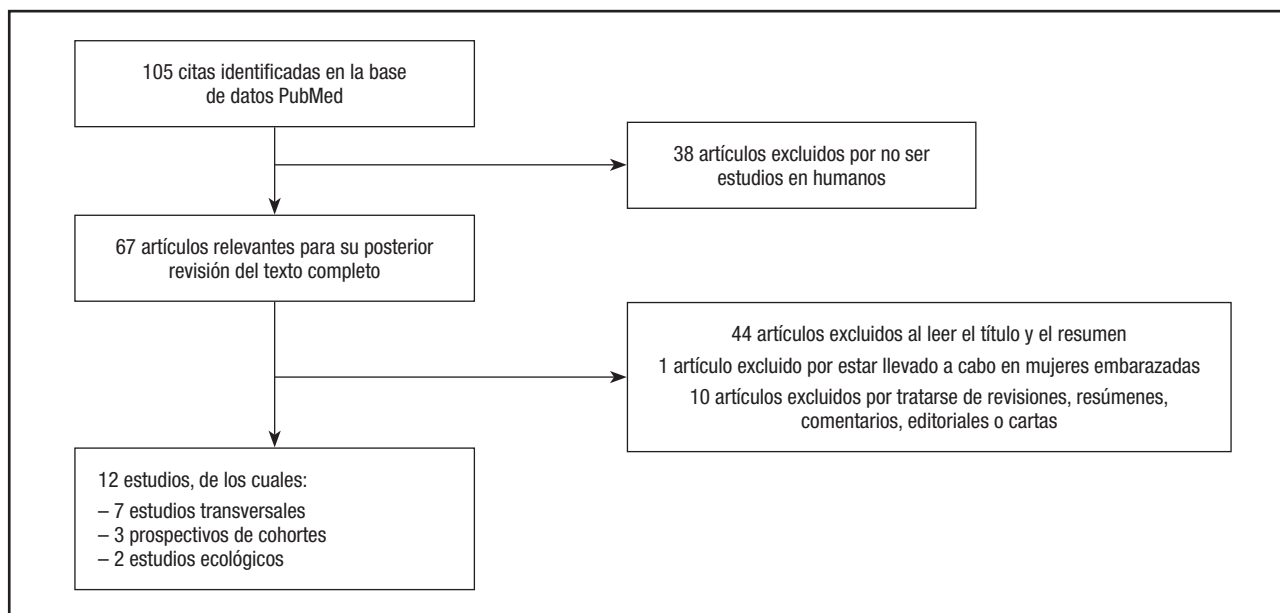 105 citas identificadas en la base
de datos PubMed
38 artículos excluidos por no ser
estudios en humanos
67 artículos relevantes para su posterior
revisión del texto completo
44 artículos excluidos al leer el título y el resumen
1 artículo excluido por estar llevado a cabo en mujeres embarazadas
10 artículos excluidos por tratarse de revisiones, resúmenes,
comentarios, editoriales o cartas
12 estudios, de los cuales:
– 7 estudios transversales
– 3 prospectivos de cohortes
– 2 estudios ecológicos